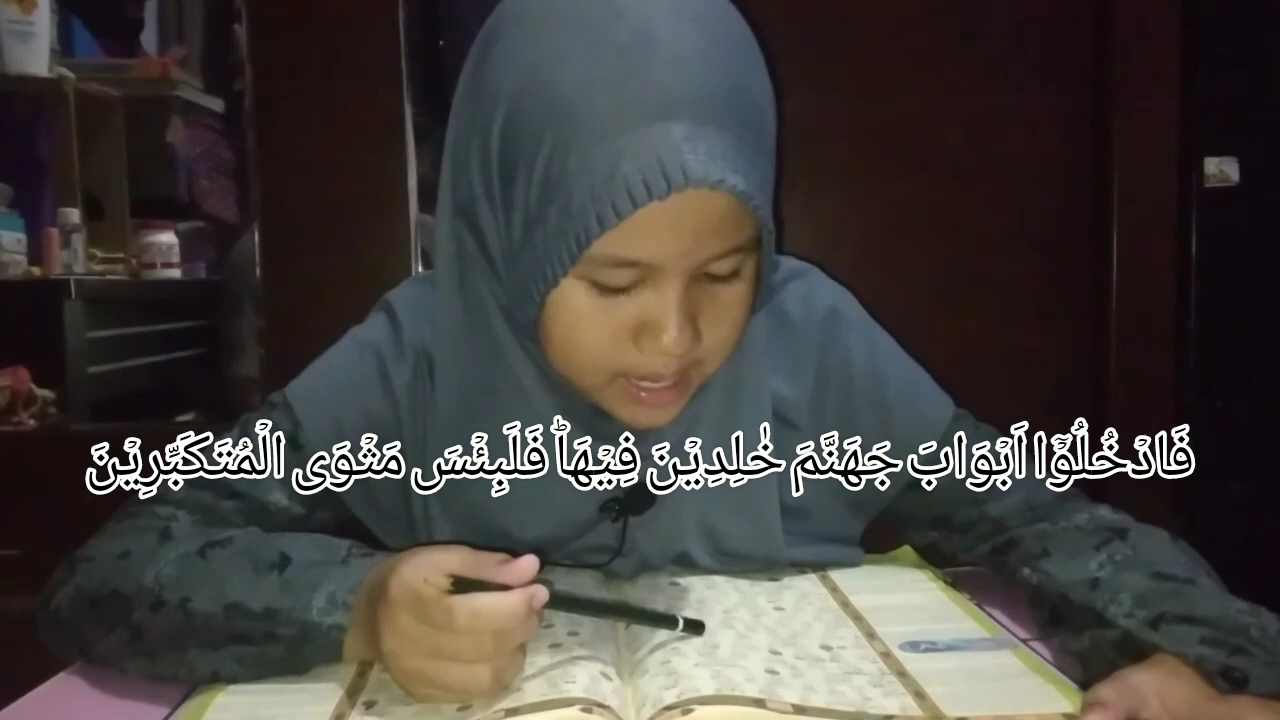 فَادْخُلُوْٓا اَبْوَابَ جَهَنَّمَ خٰلِدِيْنَ فِيْهَاۗ فَلَبِئْسَ مَثْوَى الْمُتَكَبِّرِيْنَ